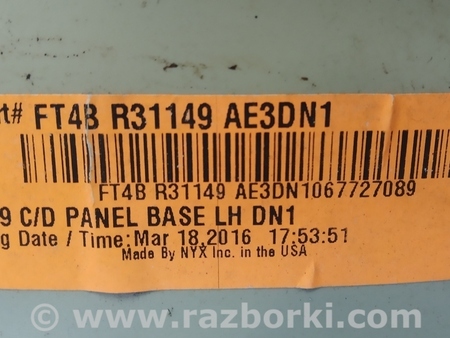 rt# FT4B R31149 AE3DN1
FT4B R31149 AE3DN1067727089
9 C/D PANEL BASE LH DN1
g Date / Time: Mar 18,2016 17:53:51
Made By NYX Inc. in the USA
© www.razborki.com